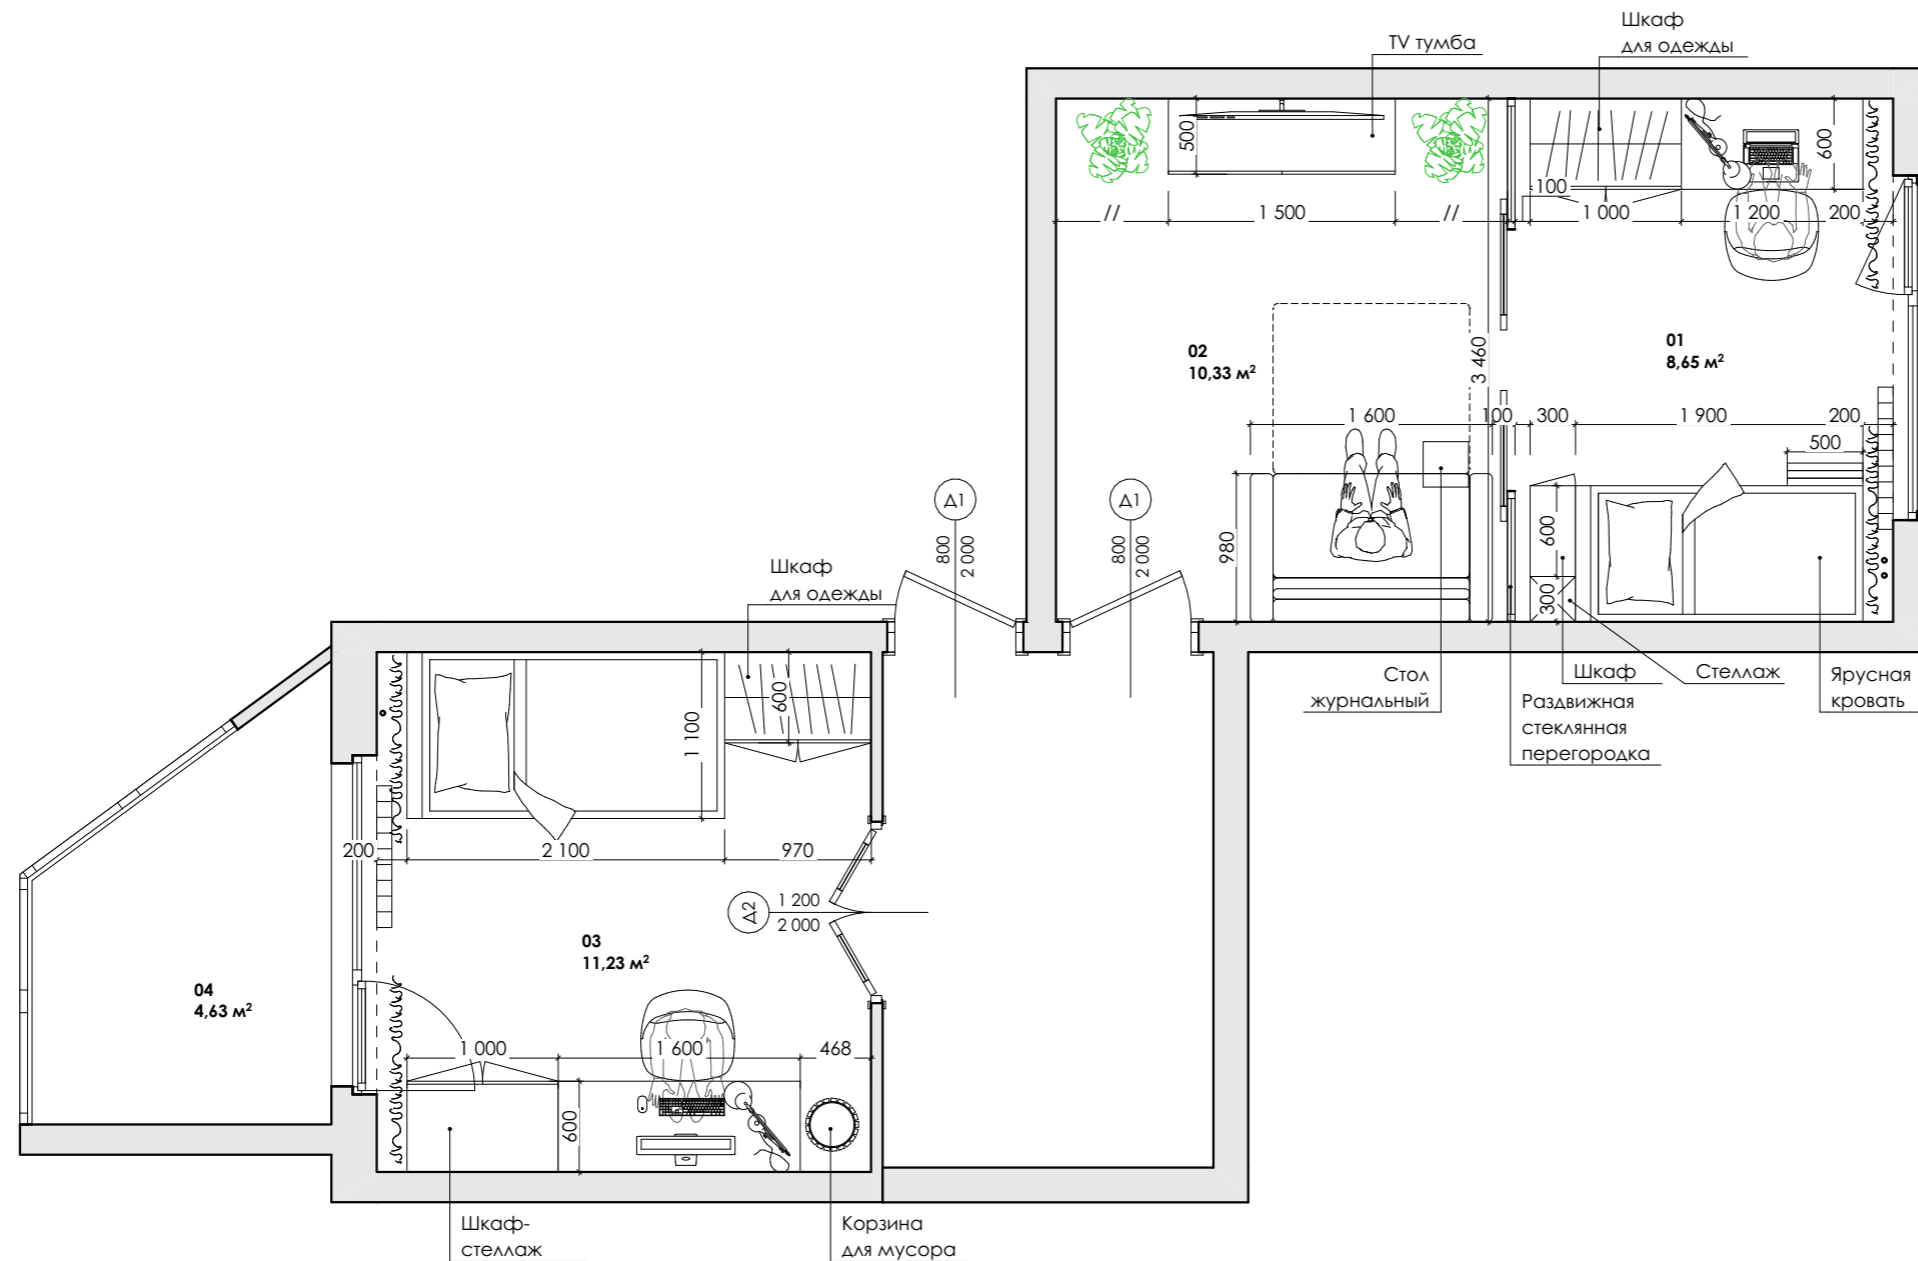 Шкаф
для одежды
TV тумба
500
600
100
//
1 500
//
1 000
1 200
200
3 460
01
8,65 м²
02
10,33 м²
1 600
100
300
1 900
200
500
Д1
800
2 000
Д1
800
2 000
980
600
300
Шкаф
для одежды
Стол
журнальный
Шкаф
Стеллаж
Ярусная
кровать
Раздвижная
стеклянная
перегородка
600
1 100
200
2 100
970
Д2
1 200
2 000
03
11,23 м²
04
4,63 м²
1 000
1 600
468
600
Шкаф-
стеллаж
Корзина
для мусора